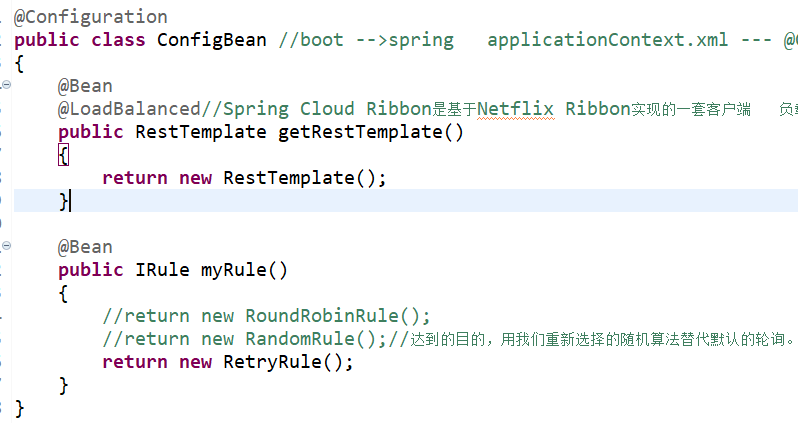 @Configuration
public class ConfigBean //boot -->spring   applicationContext.xml --- @
{
    @Bean
    @LoadBalanced//Spring Cloud Ribbon是基于Netflix Ribbon实现的一套客户端   负
    public RestTemplate getRestTemplate()
    {
        return new RestTemplate();
    }
    @Bean
    public IRule myRule()
    {
        //return new RoundRobinRule();
        //return new RandomRule();//达到的目的，用我们重新选择的随机算法替代默认的轮询。
        return new RetryRule();
    }
}